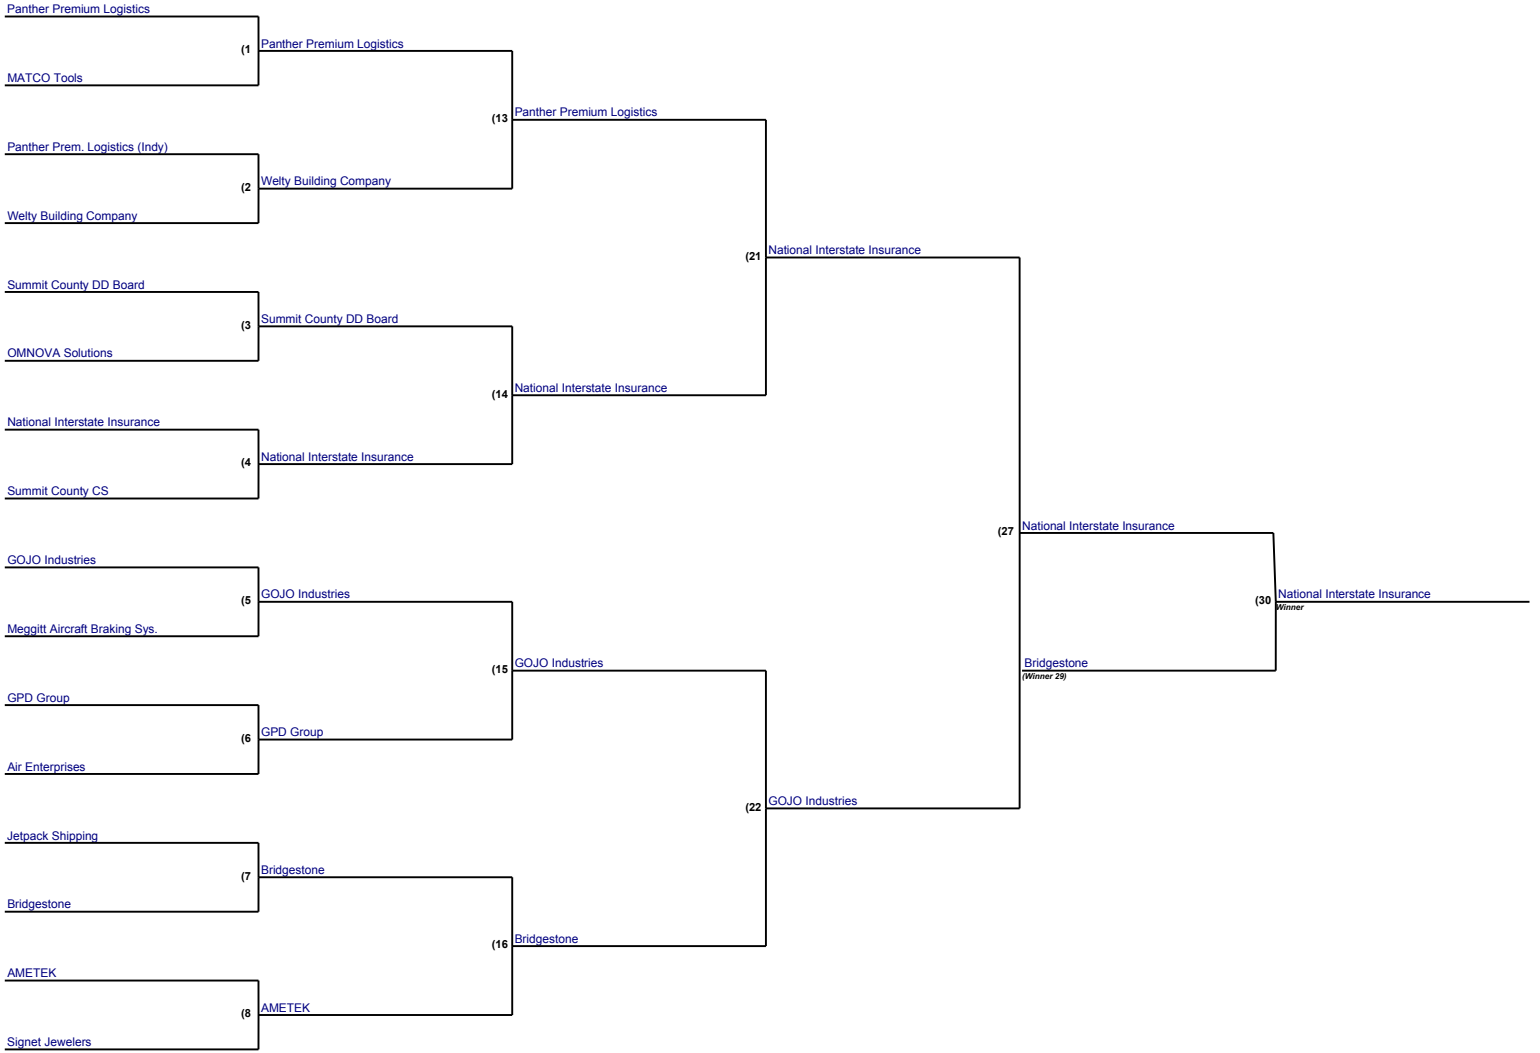 Panther Premium Logistics
(1
Panther Premium Logistics
MATCO Tools
(13
Panther Premium Logistics
Panther Prem. Logistics (Indy)
(2
Welty Building Company
Welty Building Company
(21
National Interstate Insurance
Summit County DD Board
(3
Summit County DD Board
OMNOVA Solutions
(14
National Interstate Insurance
National Interstate Insurance
(4
National Interstate Insurance
Summit County CS
(27
National Interstate Insurance
GOJO Industries
(5
GOJO Industries
(30
National Interstate Insurance
Winner
Meggitt Aircraft Braking Sys.
(15
GOJO Industries
Bridgestone
(Winner 29)
GPD Group
(6
GPD Group
Air Enterprises
(22
GOJO Industries
Jetpack Shipping
(7
Bridgestone
Bridgestone
(16
Bridgestone
AMETEK
(8
AMETEK
Signet Jewelers